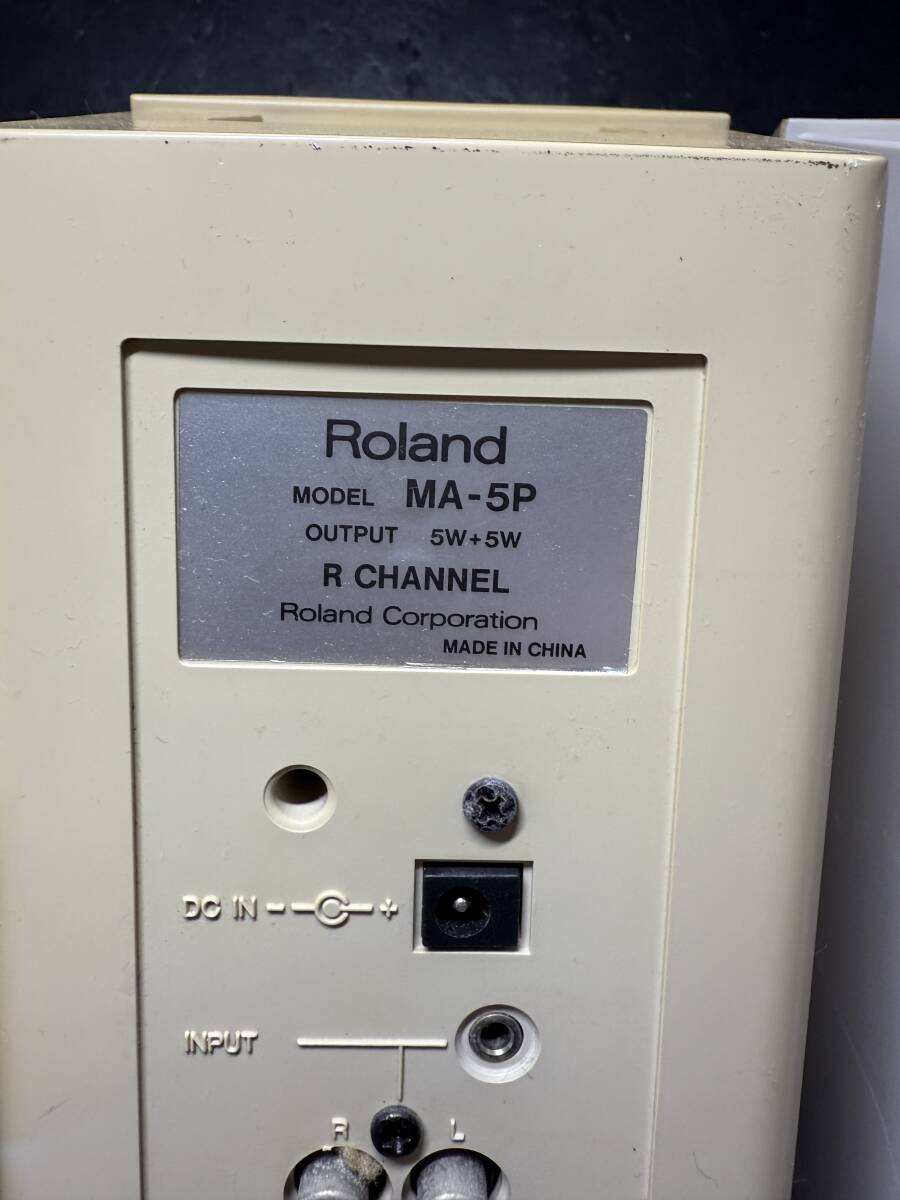 Roland
MODEL MA-5P
OUTPUT 5W+5W
R CHANNEL
Roland Corporation
MADE IN CHINA
DC IN - +
INPUT
R L